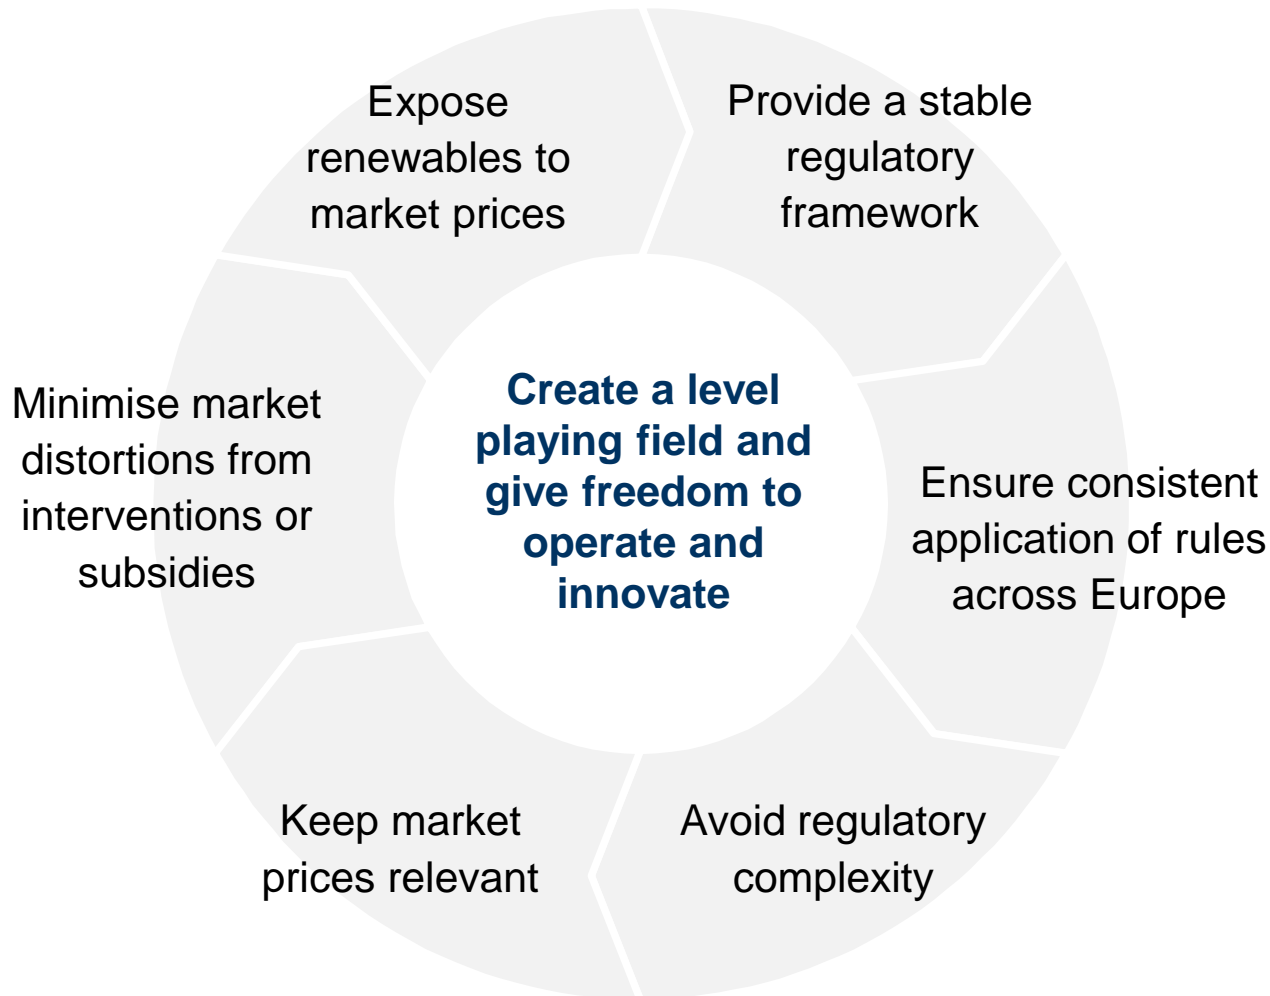 Expose
renewables to
market prices
Provide a stable
regulatory
framework
Ensure consistent
application of rules
across Europe
Avoid regulatory
complexity
Keep market
prices relevant
Minimise market
distortions from
interventions or
subsidies
Create a level
playing field and
give freedom to
operate and
innovate